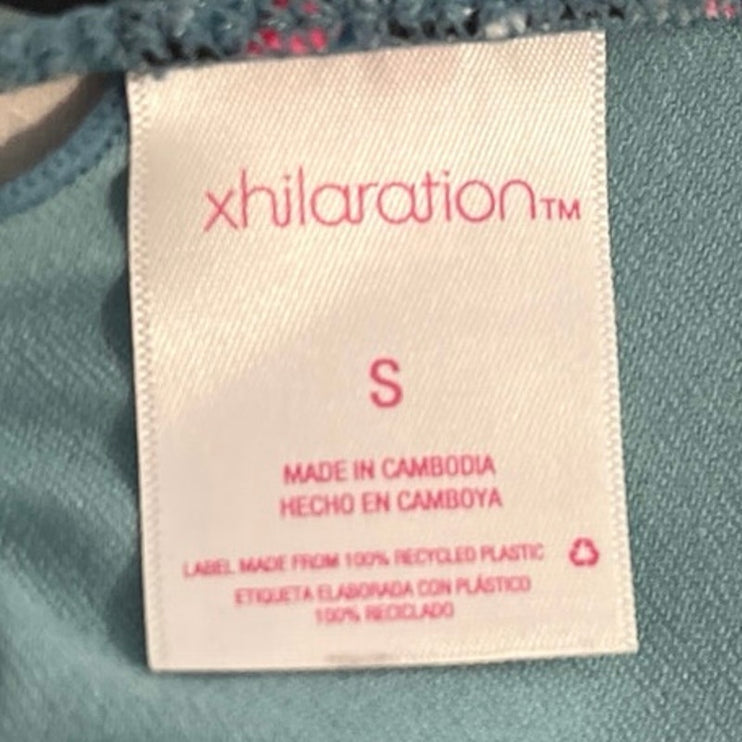 xhilaration™
S
MADE IN CAMBODIA
HECHO EN CAMBOYA
LABEL MADE FROM 100% RECYCLED PLASTIC
ETIQUETA ELABORADA CON PLÁSTICO
100% RECICLADO